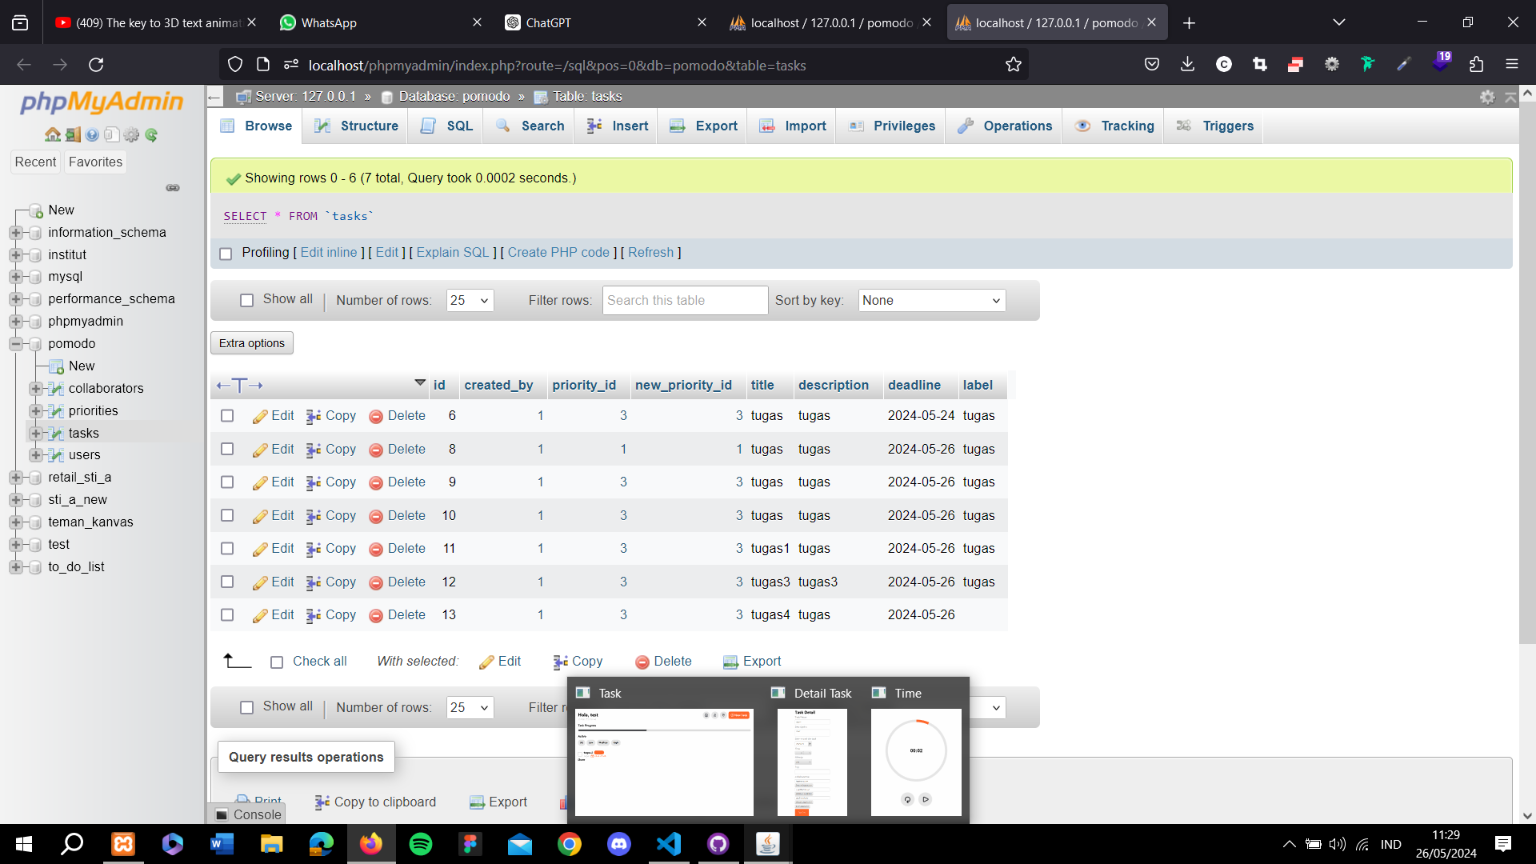 (409) The key to 3D text animat
WhatsApp
ChatGPT
localhost / 127.0.0.1 / pomodo
localhost / 127.0.0.1 / pomodo
localhost/phpmyadmin/index.php?route=/sql&pos=0&db=pomodo&table=tasks
19
phpMyAdmin
Recent
Favorites
New
information_schema
institut
mysql
performance_schema
phpmyadmin
pomodo
New
collaborators
priorities
tasks
users
retail_sti_a
sti_a_new
teman_kanvas
test
to_do_list
Server: 127.0.0.1 » Database: pomodo » Table: tasks
Browse Structure SQL Search Insert Export Import Privileges Operations Tracking Triggers
Showing rows 0 - 6 (7 total, Query took 0.0002 seconds.)
SELECT * FROM `tasks`
Profiling [ Edit inline ] [ Edit ] [ Explain SQL ] [ Create PHP code ] [ Refresh ]
Show all | Number of rows: 25 Filter rows: Search this table Sort by key: None
Extra options
id created_by priority_id new_priority_id title description deadline label
Edit Copy Delete 6 1 3 3 tugas tugas 2024-05-24 tugas
Edit Copy Delete 8 1 1 1 tugas tugas 2024-05-26 tugas
Edit Copy Delete 9 1 3 3 tugas tugas 2024-05-26 tugas
Edit Copy Delete 10 1 3 3 tugas tugas 2024-05-26 tugas
Edit Copy Delete 11 1 3 3 tugas1 tugas 2024-05-26 tugas
Edit Copy Delete 12 1 3 3 tugas3 tugas3 2024-05-26 tugas
Edit Copy Delete 13 1 3 3 tugas4 tugas 2024-05-26
Check all With selected: Edit Copy Delete Export
Show all | Number of rows: 25 Filter r
Query results operations
Print Copy to clipboard Export
Console
Task
Detail Task
Time
Task Progress
Task Detail
00:02
IND
11:29
26/05/2024